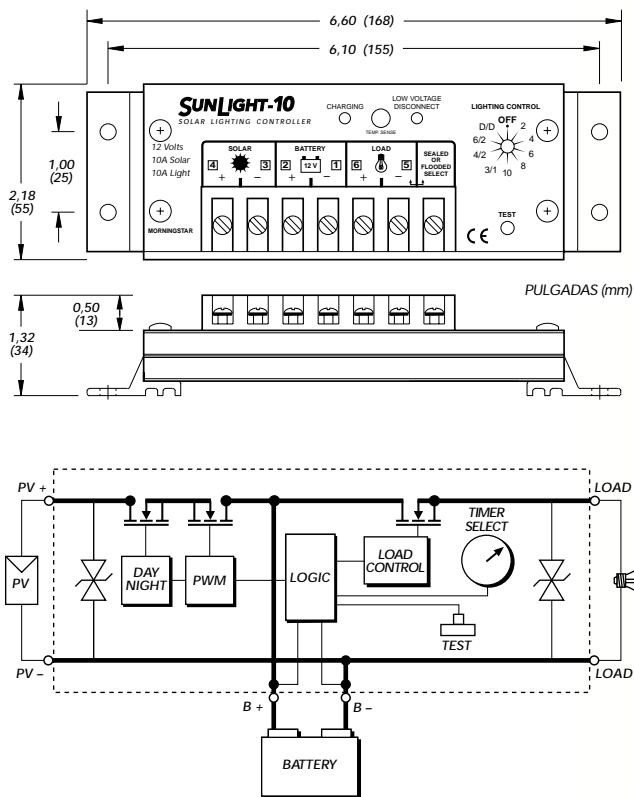 6,60 (168)
6,10 (155)
2,18
(55)
1,00
(25)
SUNLIGHT-10
SOLAR LIGHTING CONTROLLER
CHARGING
LOW VOLTAGE
DISCONNECT
TEMP. SENSE
LIGHTING CONTROL
OFF
D/D 2
6/2 4
4/2 6
3/1 10 8
12 Volts
10A Solar
10A Light
SOLAR BATTERY LOAD
4 3 2 12 V 1 6 5
+ − + − + −
SEALED
OR
FLOODED
SELECT
MORNINGSTAR
CE
TEST
PULGADAS (mm)
0,50
(13)
1,32
(34)
PV +
LOAD
TIMER
SELECT
DAY
NIGHT
PWM
LOGIC
LOAD
CONTROL
PV
TEST
PV −
LOAD
B +
B −
BATTERY